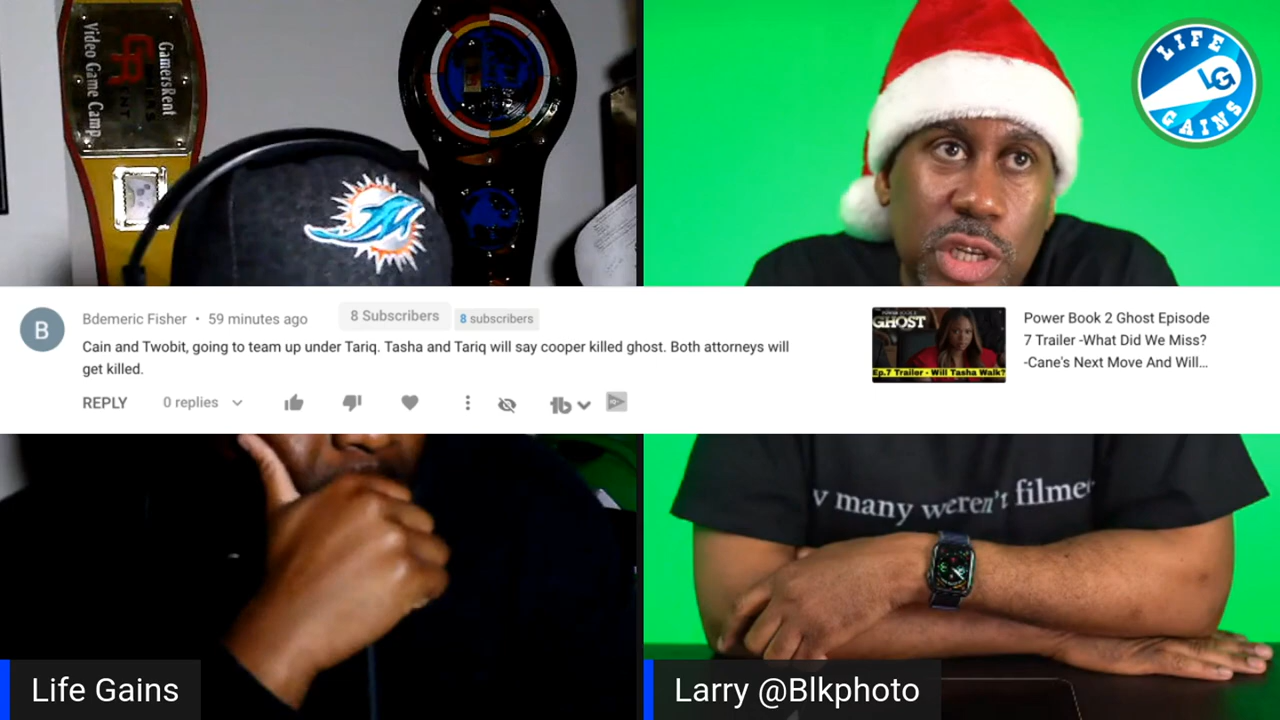 GamersRent
Video Game Camp
GR
LIFE
LG
GAINS
B
Bdemeric Fisher • 59 minutes ago
8 Subscribers
8 subscribers
Cain and Twobit, going to team up under Tariq. Tasha and Tariq will say cooper killed ghost. Both attorneys will
get killed.
REPLY
0 replies
tb
GHOST
Ep.7 Trailer - Will Tasha Walk?
Power Book 2 Ghost Episode
7 Trailer -What Did We Miss?
-Cane's Next Move And Will...
v many weren't filmed
Life Gains
Larry @Blkphoto